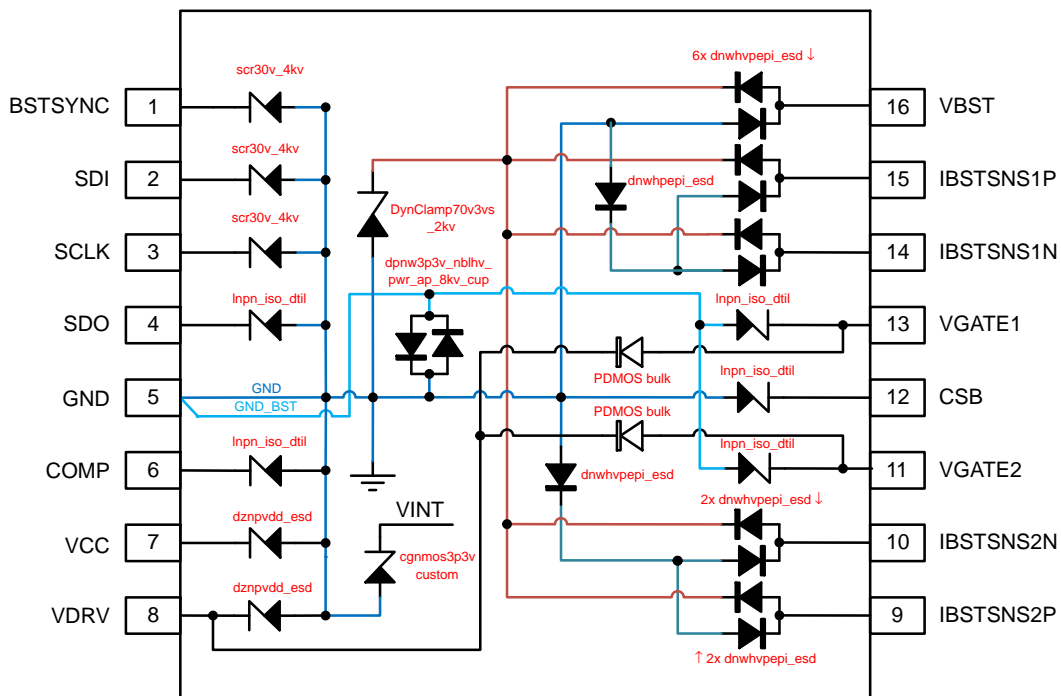 6x dnwhvpepi_esd ↓
scr30v_4kv
BSTSYNC 1
16 VBST
scr30v_4kv
SDI 2
dnwhpepi_esd
15 IBSTSNS1P
DynClamp70v3vs
_2kv
scr30v_4kv
SCLK 3
14 IBSTSNS1N
dpnw3p3v_nblhv_
pwr_ap_8kv_cup
lnpn_iso_dtil
lnpn_iso_dtil
SDO 4
13 VGATE1
PDMOS bulk
lnpn_iso_dtil
GND 5
GND
GND_BST
12 CSB
PDMOS bulk
lnpn_iso_dtil
lnpn_iso_dtil
COMP 6
dnwhvpepi_esd
11 VGATE2
2x dnwhvpepi_esd ↓
VINT
dznpvdd_esd
VCC 7
cgnmos3p3v
custom
10 IBSTSNS2N
dznpvdd_esd
VDRV 8
9 IBSTSNS2P
↑ 2x dnwhvpepi_esd